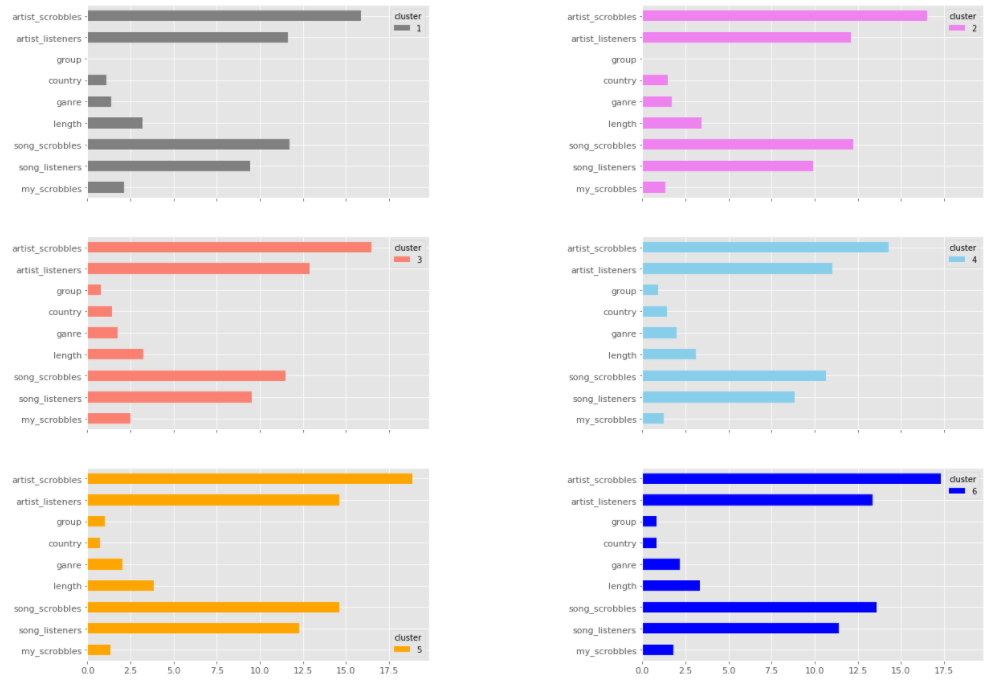 artist_scrobbles
artist_listeners
group
country
ganre
length
song_scrobbles
song_listeners
my_scrobbles
cluster
1
artist_scrobbles
artist_listeners
group
country
ganre
length
song_scrobbles
song_listeners
my_scrobbles
cluster
2
artist_scrobbles
artist_listeners
group
country
ganre
length
song_scrobbles
song_listeners
my_scrobbles
cluster
3
artist_scrobbles
artist_listeners
group
country
ganre
length
song_scrobbles
song_listeners
my_scrobbles
cluster
4
artist_scrobbles
artist_listeners
group
country
ganre
length
song_scrobbles
song_listeners
my_scrobbles
cluster
5
0.0 2.5 5.0 7.5 10.0 12.5 15.0 17.5
artist_scrobbles
artist_listeners
group
country
ganre
length
song_scrobbles
song_listeners
my_scrobbles
cluster
6
0.0 2.5 5.0 7.5 10.0 12.5 15.0 17.5